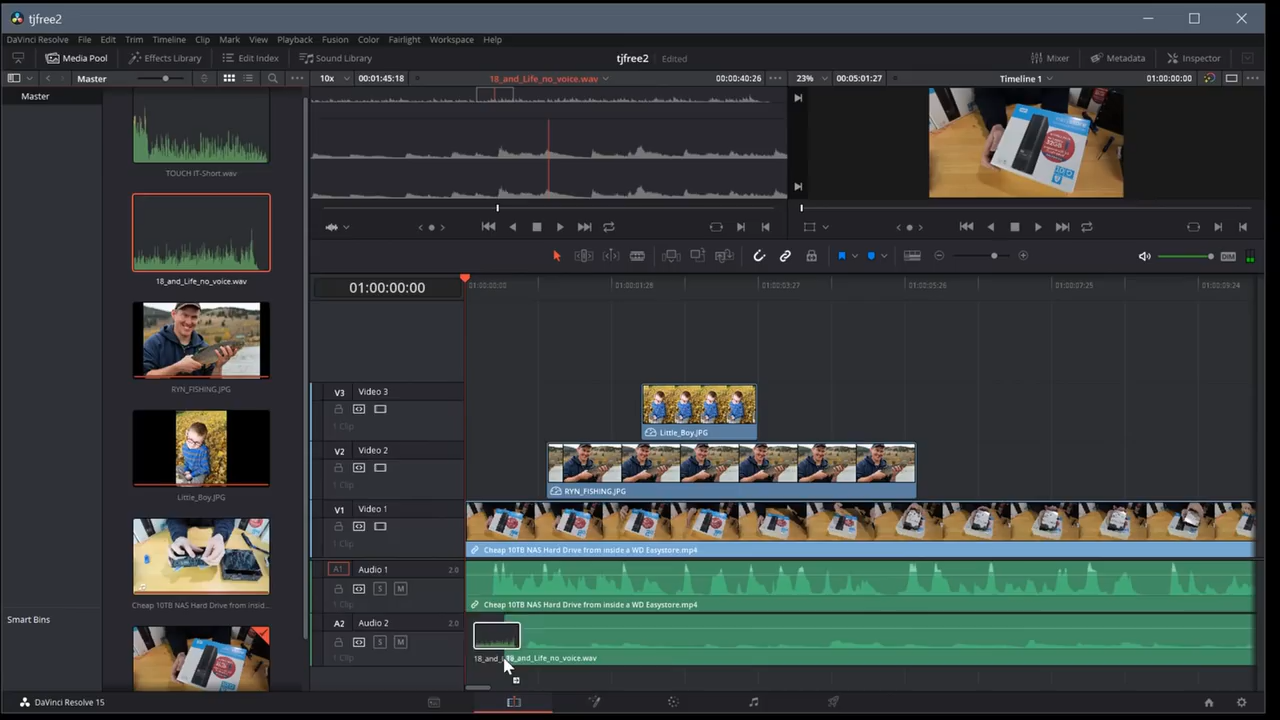 tjfree2
DaVinci Resolve File Edit Trim Timeline Clip Mark View Playback Fusion Color Fairlight Workspace Help
Media Pool Effects Library Edit Index Sound Library tjfree2 Edited Mixer Metadata Inspector
Master 10x 00:01:45:18 18_and_Life_no_voice.wav 00:00:40:26 23% 00:05:01:27 Timeline 1 01:00:00:00
Master
TOUCH IT-Short.wav
18_and_Life_no_voice.wav
RYN_FISHING.JPG
Little_Boy.JPG
Cheap 10TB NAS Hard Drive from insid...
Smart Bins
DIM
01:00:00:00
01:00:00:00 01:00:01:28 01:00:03:27 01:00:05:26 01:00:07:25 01:00:09:24
V3 Video 3
1 Clip
Little_Boy.JPG
V2 Video 2
1 Clip
RYN_FISHING.JPG
V1 Video 1
1 Clip
Cheap 10TB NAS Hard Drive from inside a WD Easystore.mp4
A1 Audio 1 2.0
S M
1 Clip
Cheap 10TB NAS Hard Drive from inside a WD Easystore.mp4
A2 Audio 2 2.0
S M
1 Clip
18_and_ 18_and_Life_no_voice.wav
DaVinci Resolve 15